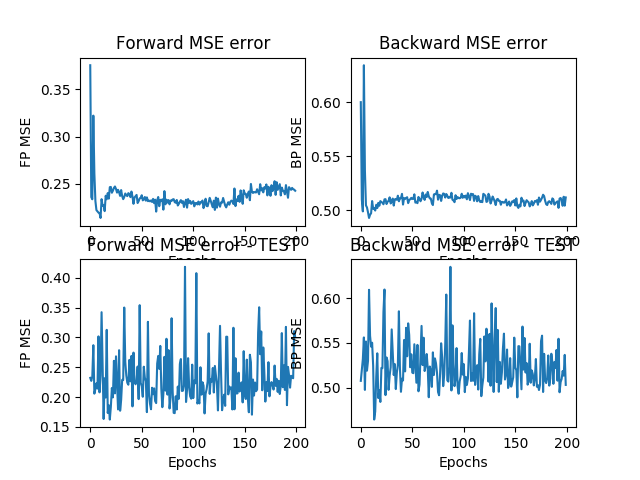 Forward MSE error
FP MSE
0.35
0.30
0.25
0 50 100 150 200
Epochs
Backward MSE error
BP MSE
0.60
0.55
0.50
0 50 100 150 200
Forward MSE error - TEST
FP MSE
0.40
0.35
0.30
0.25
0.20
0.15
0 50 100 150 200
Epochs
Backward MSE error - TEST
BP MSE
0.60
0.55
0.50
0 50 100 150 200
Epochs